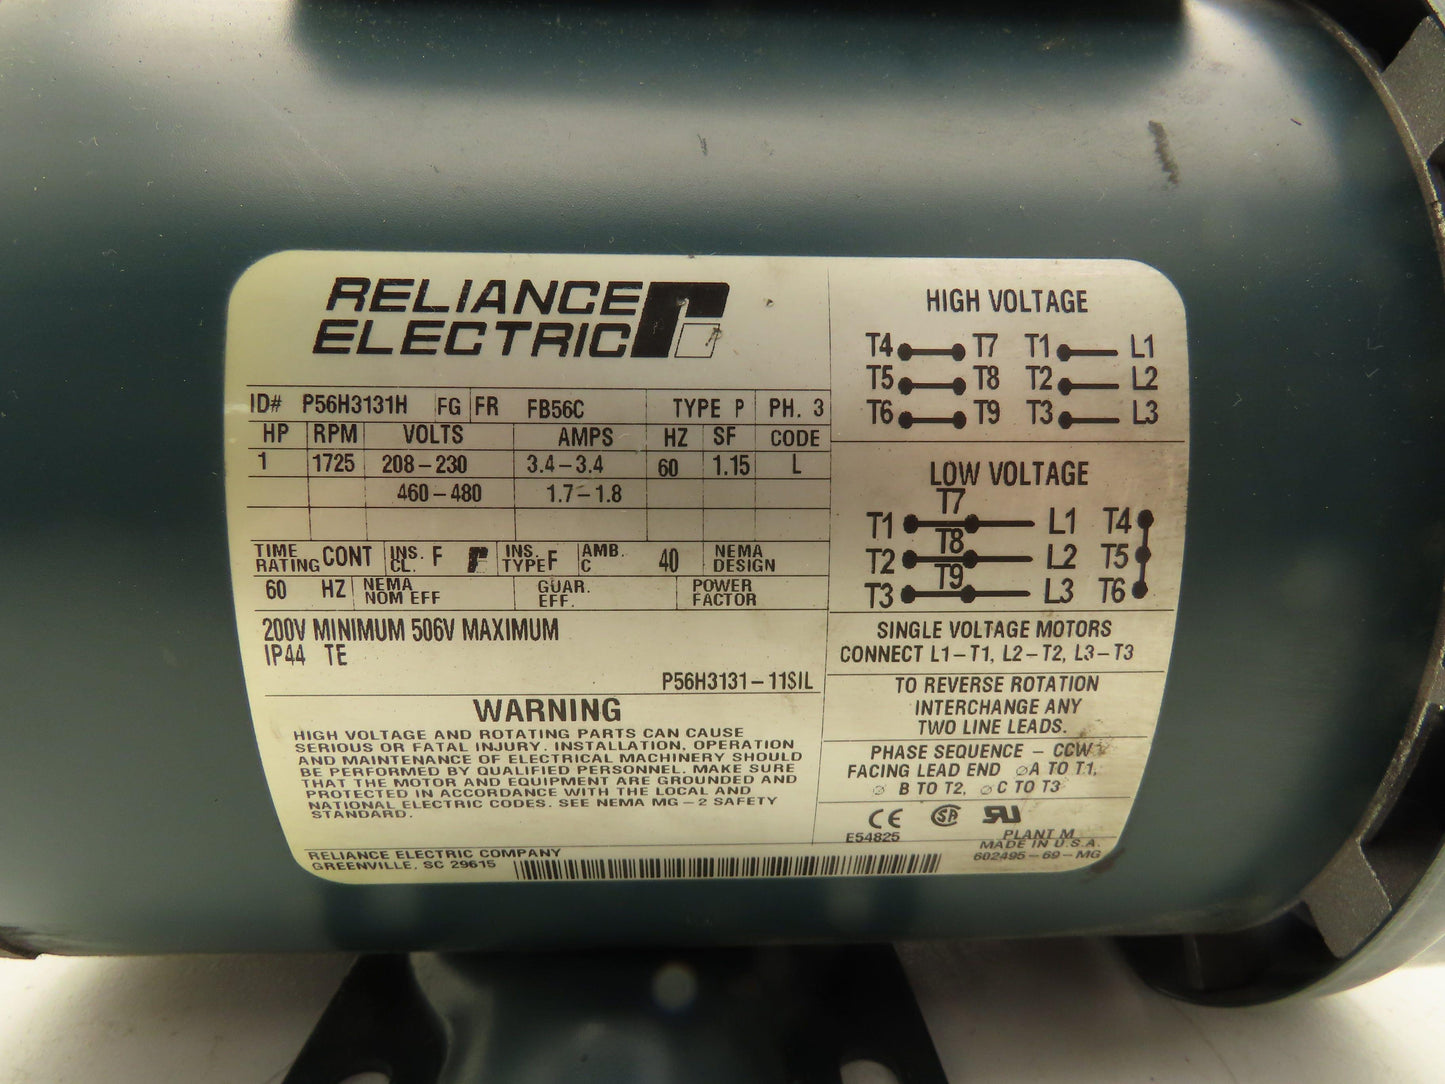 RELIANCE
ELECTRIC
ID# P56H3131H FG FR FB56C TYPE P PH. 3
HP RPM VOLTS AMPS HZ SF CODE
1 1725 208-230 3.4-3.4 60 1.15 L
460-480 1.7-1.8
TIME RATING CONT INS. CL. F INS. TYPE F AMB. C 40 NEMA DESIGN
60 HZ NEMA NOM EFF GUAR. EFF. POWER FACTOR
200V MINIMUM 506V MAXIMUM
IP44 TE
P56H3131-11SIL
WARNING
HIGH VOLTAGE AND ROTATING PARTS CAN CAUSE
SERIOUS OR FATAL INJURY. INSTALLATION, OPERATION
AND MAINTENANCE OF ELECTRICAL MACHINERY SHOULD
BE PERFORMED BY QUALIFIED PERSONNEL. MAKE SURE
THAT THE MOTOR AND EQUIPMENT ARE GROUNDED AND
PROTECTED IN ACCORDANCE WITH THE LOCAL AND
NATIONAL ELECTRIC CODES. SEE NEMA MG-2 SAFETY
STANDARD.
RELIANCE ELECTRIC COMPANY
GREENVILLE, SC 29615
HIGH VOLTAGE
T4 T7 T1 L1
T5 T8 T2 L2
T6 T9 T3 L3
LOW VOLTAGE
T7
T1 L1 T4
T8
T2 L2 T5
T9
T3 L3 T6
SINGLE VOLTAGE MOTORS
CONNECT L1-T1, L2-T2, L3-T3
TO REVERSE ROTATION
INTERCHANGE ANY
TWO LINE LEADS.
PHASE SEQUENCE - CCW
FACING LEAD END ∅A TO T1,
∅ B TO T2, ∅C TO T3
CE SA UR
E54825 PLANT M
MADE IN U.S.A.
602495-69-MG